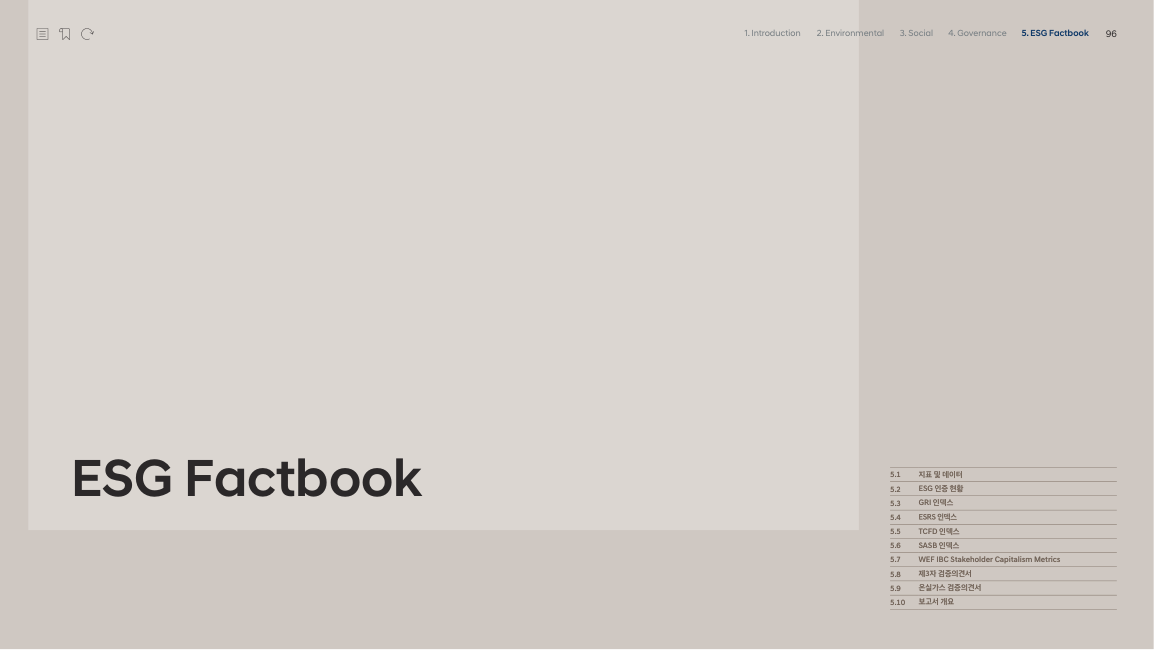 1. Introduction 2. Environmental 3. Social 4. Governance 5. ESG Factbook 96
ESG Factbook
5.1 지표 및 데이터
5.2 ESG 인증 현황
5.3 GRI 인덱스
5.4 ESRS 인덱스
5.5 TCFD 인덱스
5.6 SASB 인덱스
5.7 WEF IBC Stakeholder Capitalism Metrics
5.8 제3자 검증의견서
5.9 온실가스 검증의견서
5.10 보고서 개요